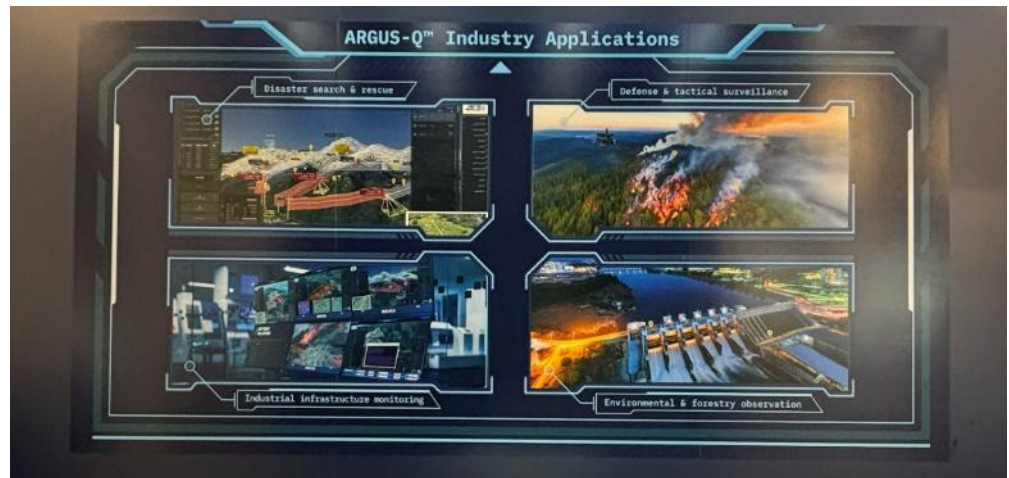 ARGUS-Q™ Industry Applications
Disaster search & rescue
Defense & tactical surveillance
Industrial infrastructure monitoring
Environmental & forestry observation